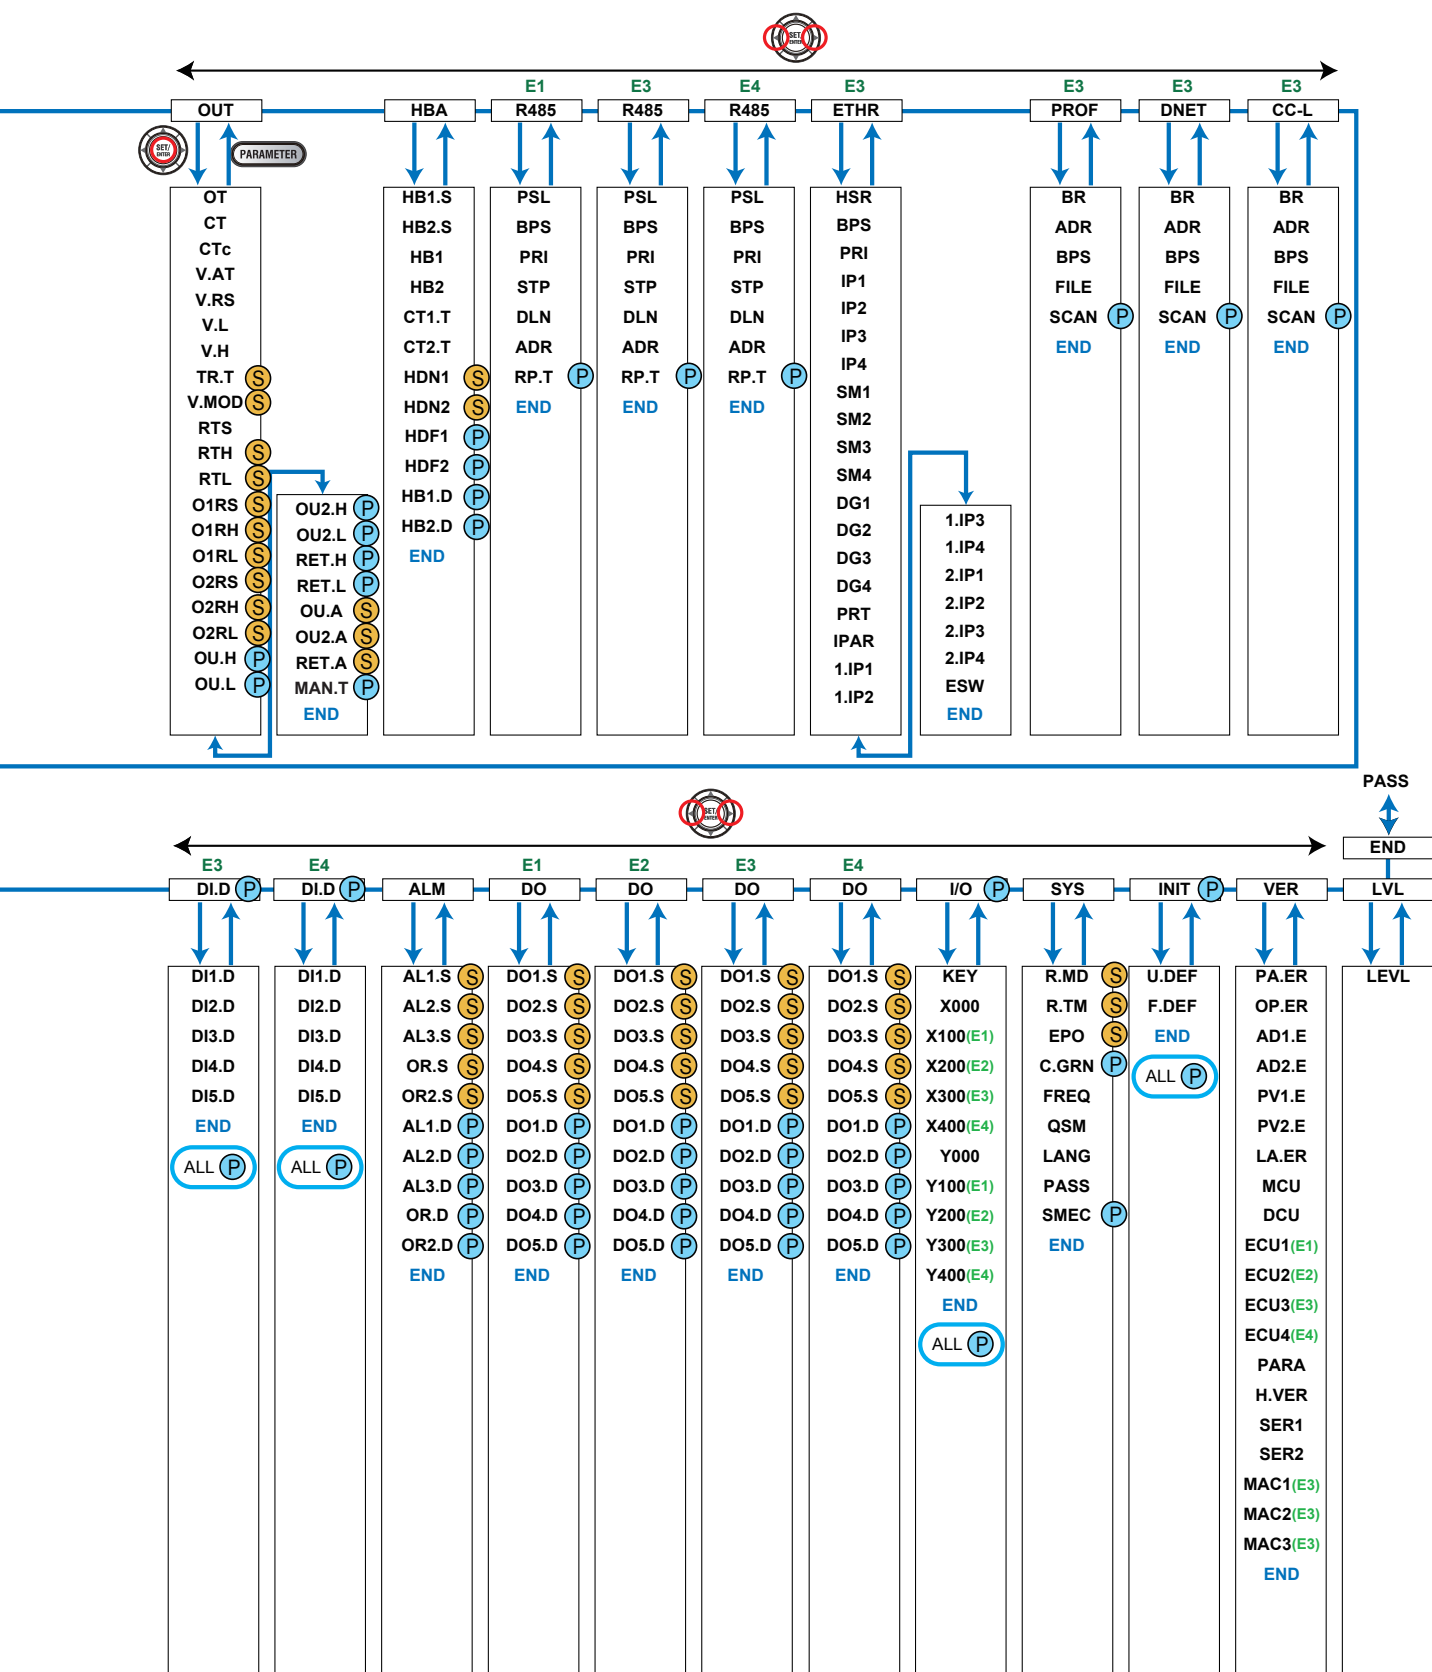 SET/
ENTER
E1 E3 E4 E3 E3 E3 E3
OUT HBA R485 R485 R485 ETHR PROF DNET CC-L
SET/
ENTER
PARAMETER
OT
CT
CTc
V.AT
V.RS
V.L
V.H
TR.T S
V.MOD S
RTS
RTH S
RTL S
O1RS S
O1RH S
O1RL S
O2RS S
O2RH S
O2RL S
OU.H P
OU.L P
OU2.H P
OU2.L P
RET.H P
RET.L P
OU.A S
OU2.A S
RET.A S
MAN.T P
END
HB1.S
HB2.S
HB1
HB2
CT1.T
CT2.T
HDN1 S
HDN2 S
HDF1 P
HDF2 P
HB1.D P
HB2.D P
END
PSL
BPS
PRI
STP
DLN
ADR
RP.T P
END
PSL
BPS
PRI
STP
DLN
ADR
RP.T P
END
PSL
BPS
PRI
STP
DLN
ADR
RP.T P
END
HSR
BPS
PRI
IP1
IP2
IP3
IP4
SM1
SM2
SM3
SM4
DG1
DG2
DG3
DG4
PRT
IPAR
1.IP1
1.IP2
1.IP3
1.IP4
2.IP1
2.IP2
2.IP3
2.IP4
ESW
END
BR
ADR
BPS
FILE
SCAN P
END
BR
ADR
BPS
FILE
SCAN P
END
BR
ADR
BPS
FILE
SCAN P
END
SET/
ENTER
PASS
END
E3 E4 E1 E2 E3 E4
DI.D P DI.D P ALM DO DO DO DO I/O P SYS INIT P VER LVL
DI1.D
DI2.D
DI3.D
DI4.D
DI5.D
END
ALL P
DI1.D
DI2.D
DI3.D
DI4.D
DI5.D
END
ALL P
AL1.S S
AL2.S S
AL3.S S
OR.S S
OR2.S S
AL1.D P
AL2.D P
AL3.D P
OR.D P
OR2.D P
END
DO1.S S
DO2.S S
DO3.S S
DO4.S S
DO5.S S
DO1.D P
DO2.D P
DO3.D P
DO4.D P
DO5.D P
END
DO1.S S
DO2.S S
DO3.S S
DO4.S S
DO5.S S
DO1.D P
DO2.D P
DO3.D P
DO4.D P
DO5.D P
END
DO1.S S
DO2.S S
DO3.S S
DO4.S S
DO5.S S
DO1.D P
DO2.D P
DO3.D P
DO4.D P
DO5.D P
END
DO1.S S
DO2.S S
DO3.S S
DO4.S S
DO5.S S
DO1.D P
DO2.D P
DO3.D P
DO4.D P
DO5.D P
END
KEY
X000
X100(E1)
X200(E2)
X300(E3)
X400(E4)
Y000
Y100(E1)
Y200(E2)
Y300(E3)
Y400(E4)
END
ALL P
R.MD S
R.TM S
EPO S
C.GRN P
FREQ
QSM
LANG
PASS
SMEC P
END
U.DEF
F.DEF
END
ALL P
PA.ER
OP.ER
AD1.E
AD2.E
PV1.E
PV2.E
LA.ER
MCU
DCU
ECU1(E1)
ECU2(E2)
ECU3(E3)
ECU4(E4)
PARA
H.VER
SER1
SER2
MAC1(E3)
MAC2(E3)
MAC3(E3)
END
LEVL